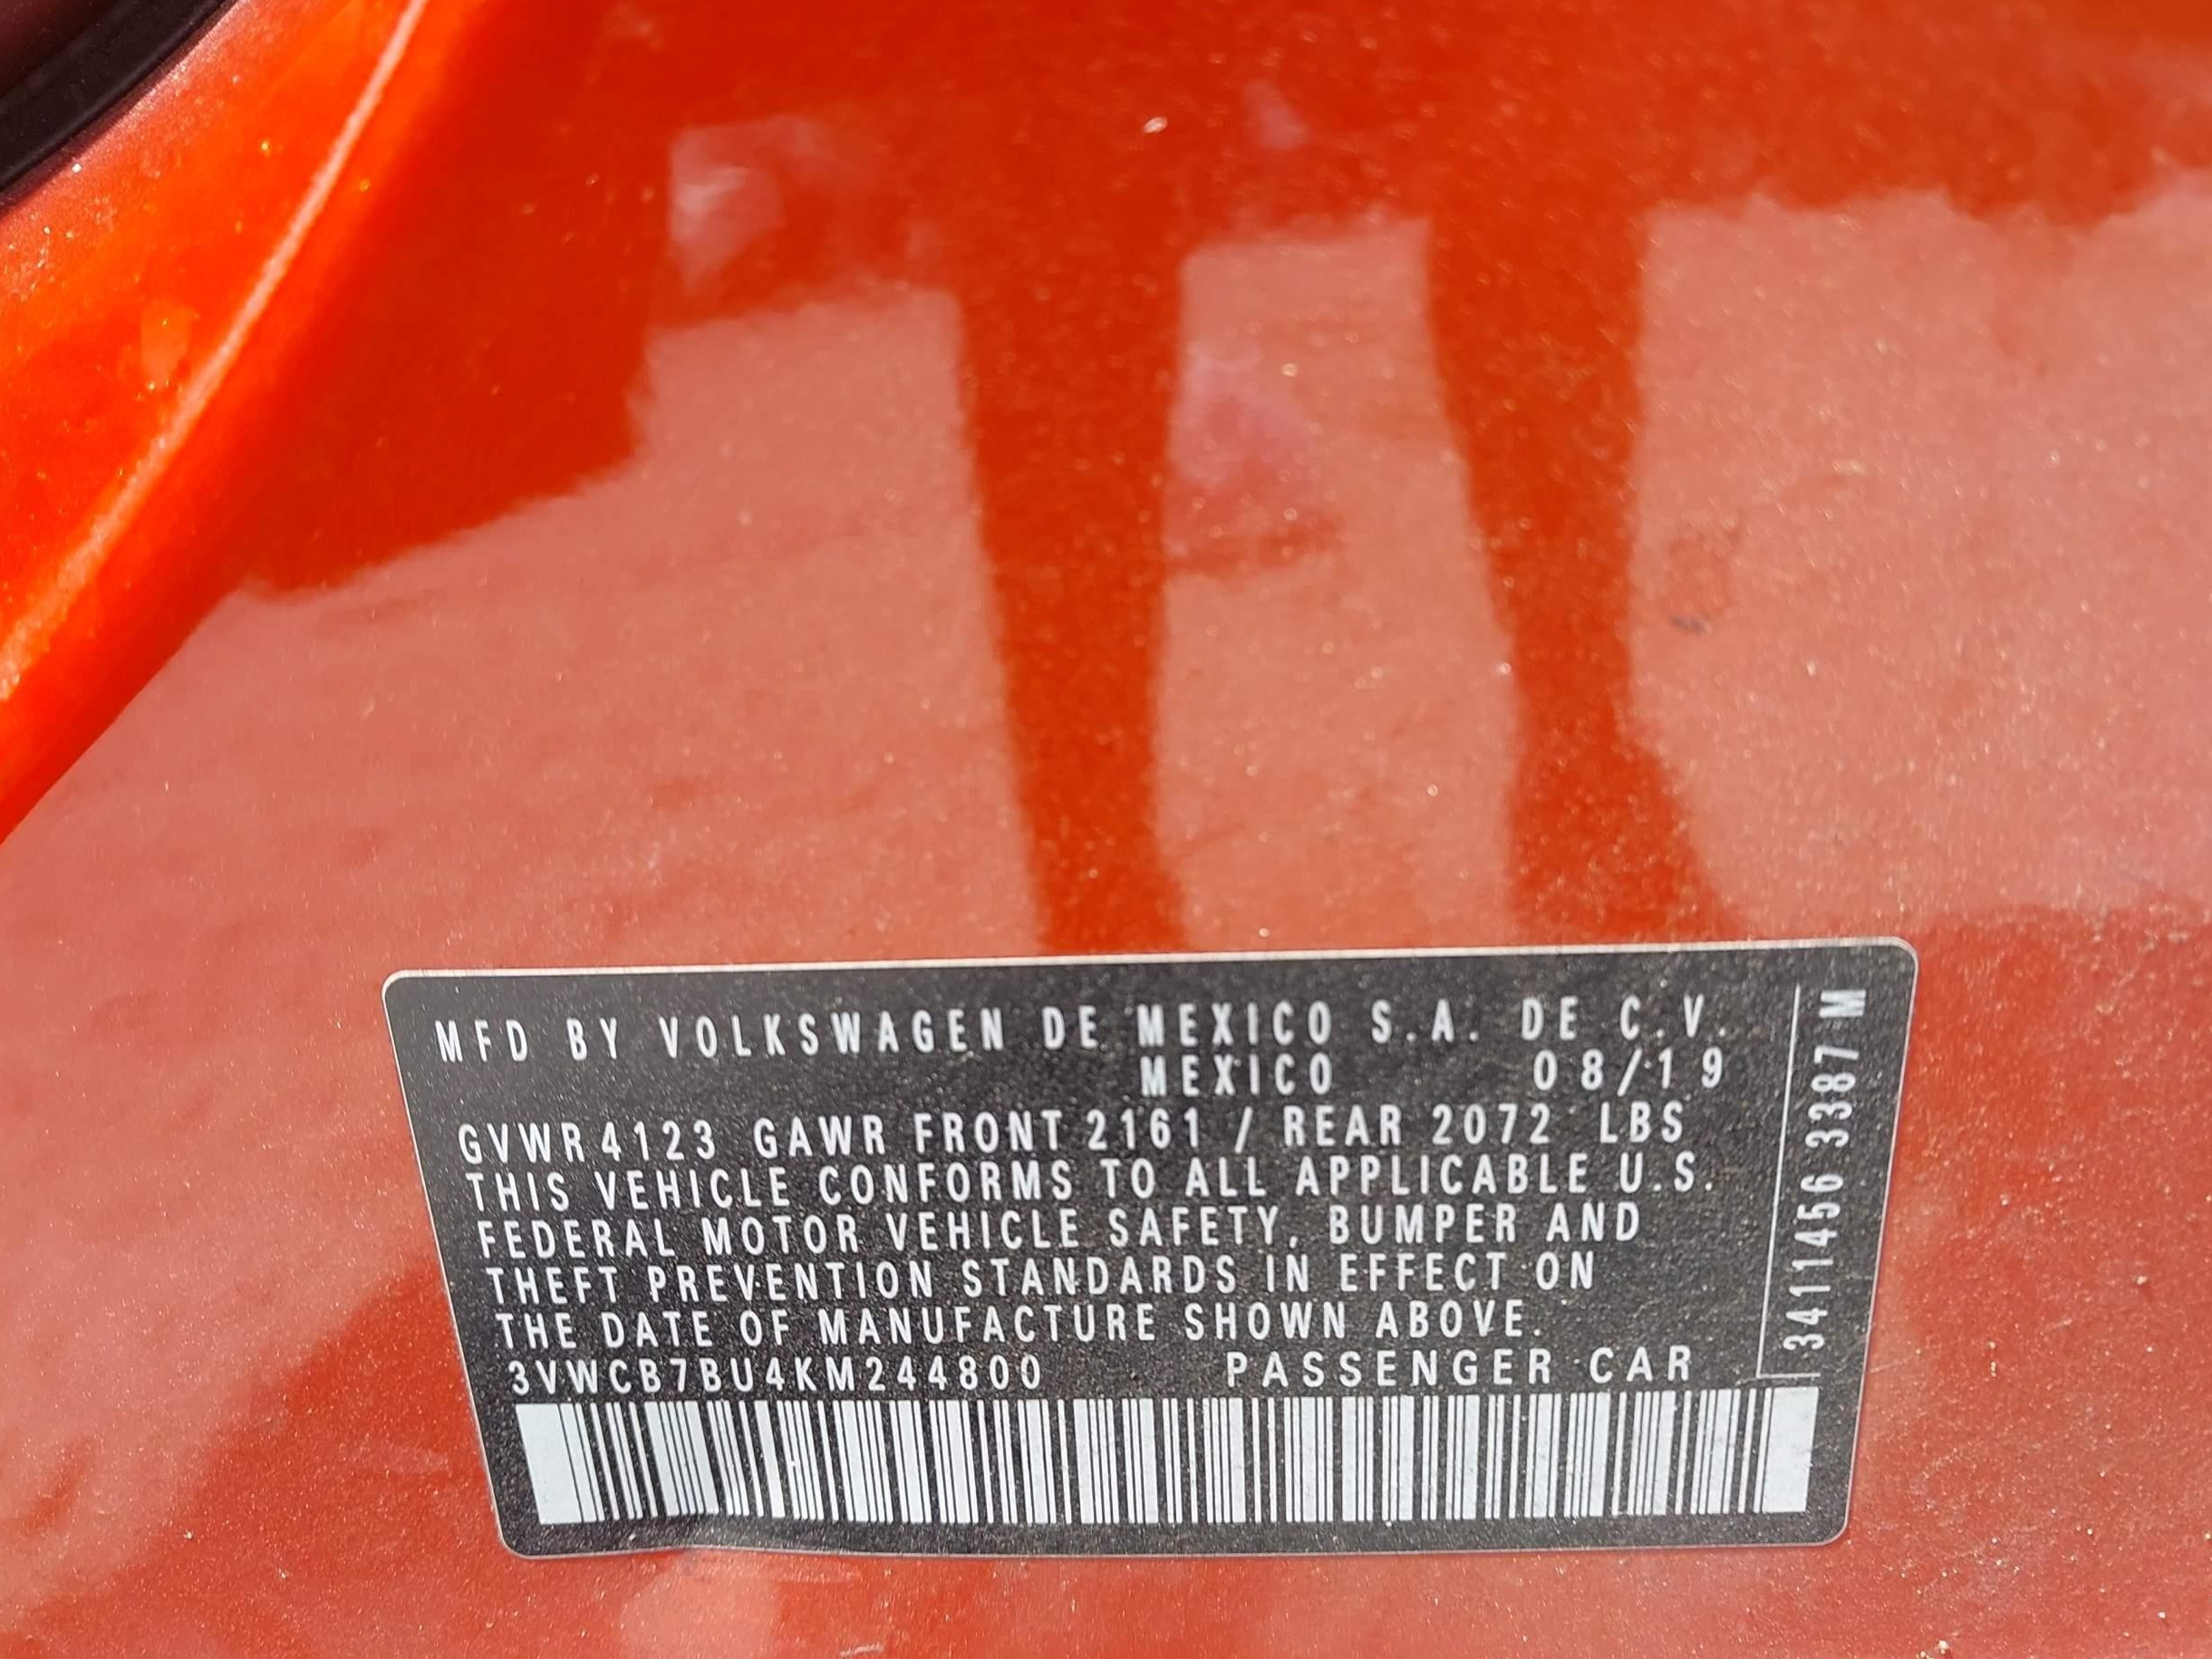 MFD BY VOLKSWAGEN DE MEXICO S.A. DE C.V.
MEXICO 08/19
GVWR 4123 GAWR FRONT 2161 / REAR 2072 LBS
THIS VEHICLE CONFORMS TO ALL APPLICABLE U.S.
FEDERAL MOTOR VEHICLE SAFETY, BUMPER AND
THEFT PREVENTION STANDARDS IN EFFECT ON
THE DATE OF MANUFACTURE SHOWN ABOVE.
3VWCB7BU4KM244800 PASSENGER CAR
3411456 3387 M